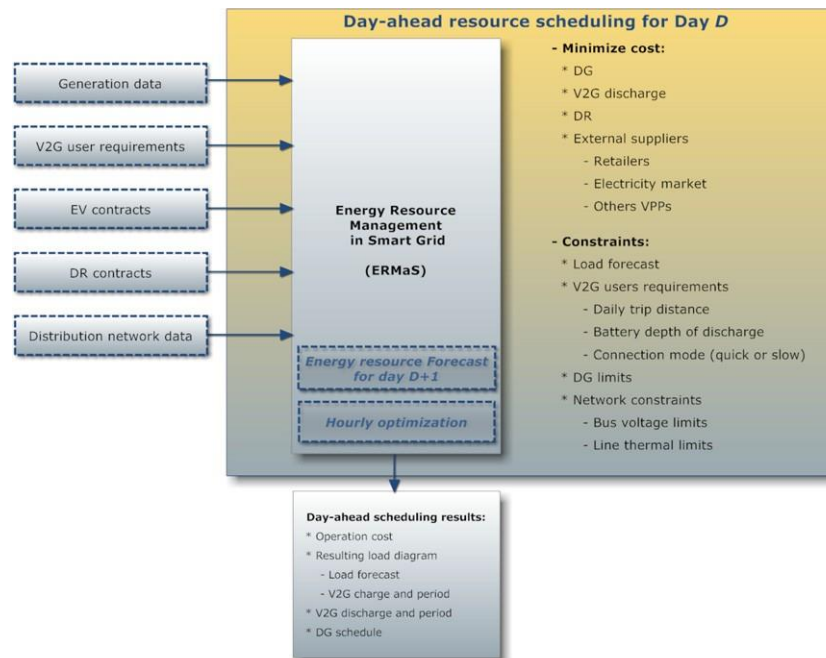 Day-ahead resource scheduling for Day D
Generation data
V2G user requirements
EV contracts
DR contracts
Distribution network data
Energy Resource
Management
in Smart Grid
(ERMaS)
Energy resource Forecast
for day D+1
Hourly optimization
- Minimize cost:
* DG
* V2G discharge
* DR
* External suppliers
- Retailers
- Electricity market
- Others VPPs
- Constraints:
* Load forecast
* V2G users requirements
- Daily trip distance
- Battery depth of discharge
- Connection mode (quick or slow)
* DG limits
* Network constraints
- Bus voltage limits
- Line thermal limits
Day-ahead scheduling results:
* Operation cost
* Resulting load diagram
- Load forecast
- V2G charge and period
* V2G discharge and period
* DG schedule